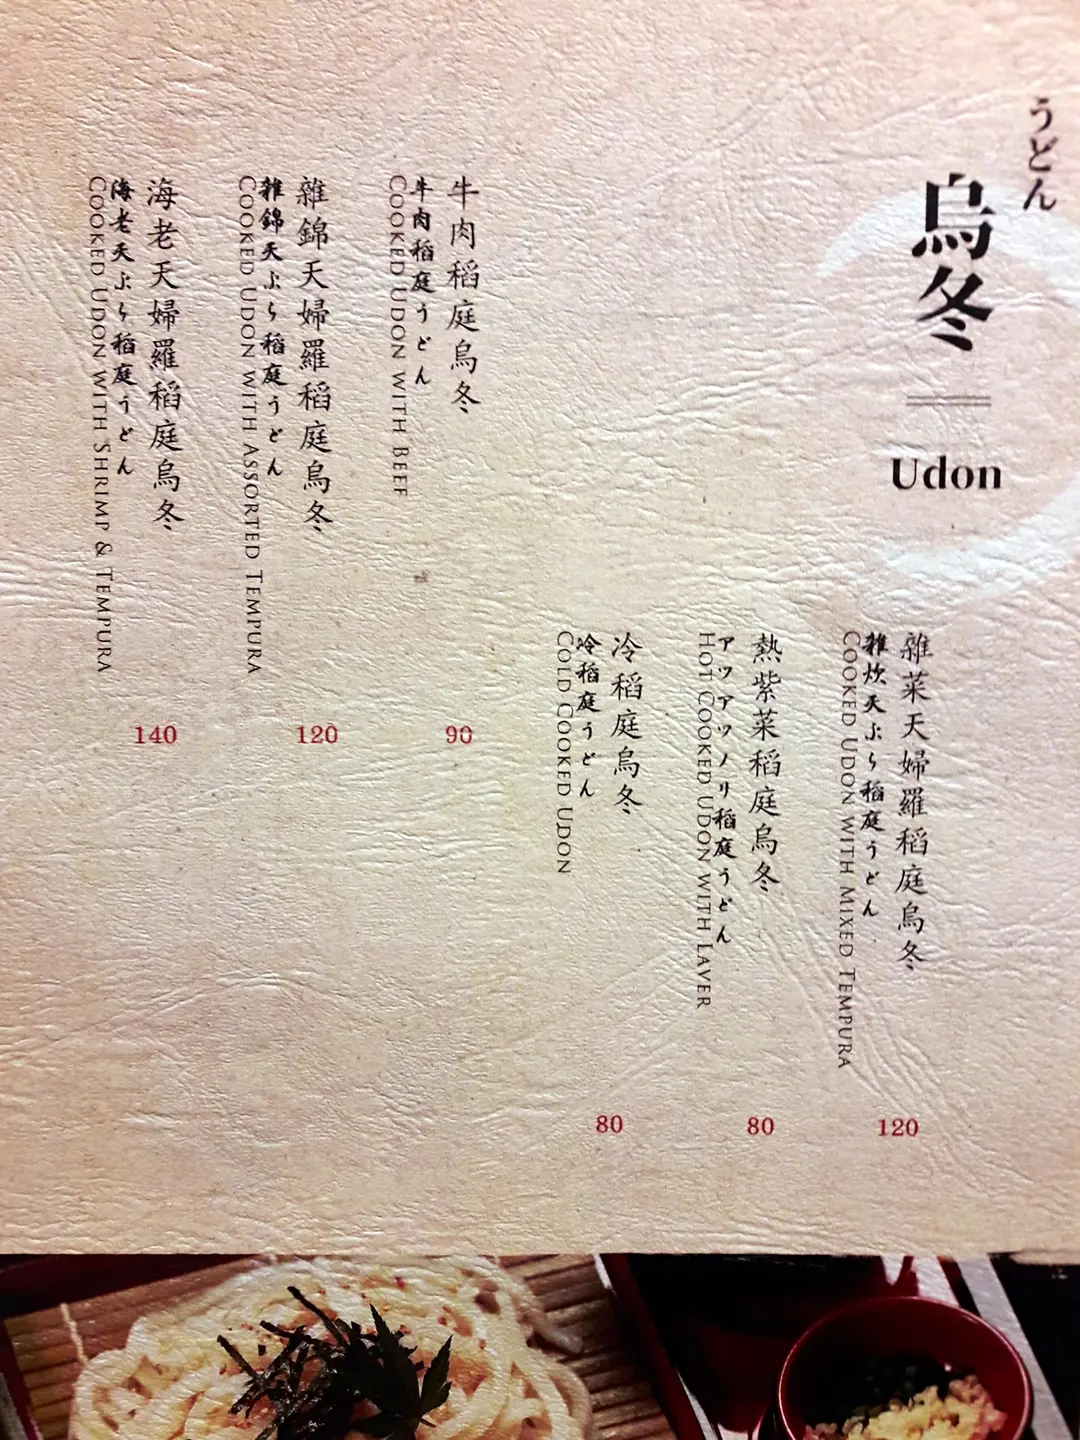 うどん
烏冬
Udon
雜菜天婦羅稻庭烏冬
雑炊天ぷら稲庭うどん
Cooked Udon with Mixed Tempura
120
熱紫菜稻庭烏冬
アツアツノリ稲庭うどん
Hot Cooked Udon with Laver
80
冷稻庭烏冬
冷稲庭うどん
Cold Cooked Udon
80
牛肉稻庭烏冬
牛肉稲庭うどん
Cooked Udon with Beef
90
雜錦天婦羅稻庭烏冬
雑錦天ぷら稲庭うどん
Cooked Udon with Assorted Tempura
120
海老天婦羅稻庭烏冬
海老天ぷら稲庭うどん
Cooked Udon with Shrimp & Tempura
140